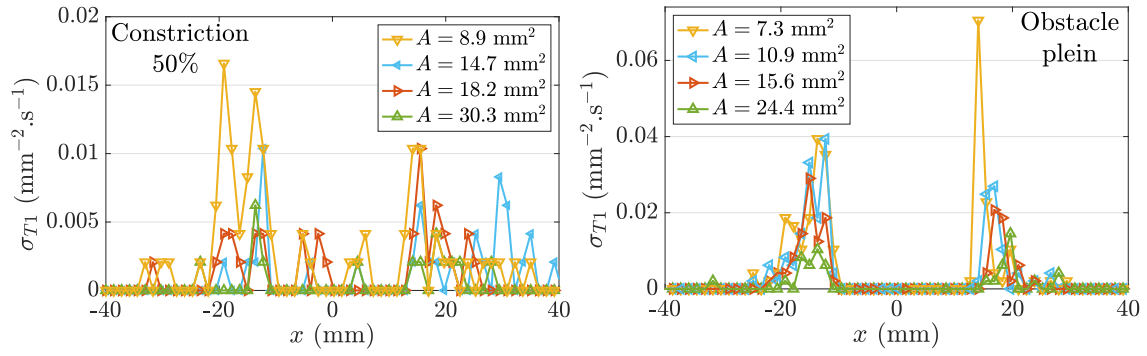 Constriction
50%
A = 8.9 mm²
A = 14.7 mm²
A = 18.2 mm²
A = 30.3 mm²
0.02
0.015
0.01
0.005
0
σ_T1 (mm⁻².s⁻¹)
-40 -20 0 20 40
x (mm)
Obstacle
plein
A = 7.3 mm²
A = 10.9 mm²
A = 15.6 mm²
A = 24.4 mm²
0.06
0.04
0.02
0
σ_T1 (mm⁻².s⁻¹)
-40 -20 0 20 40
x (mm)